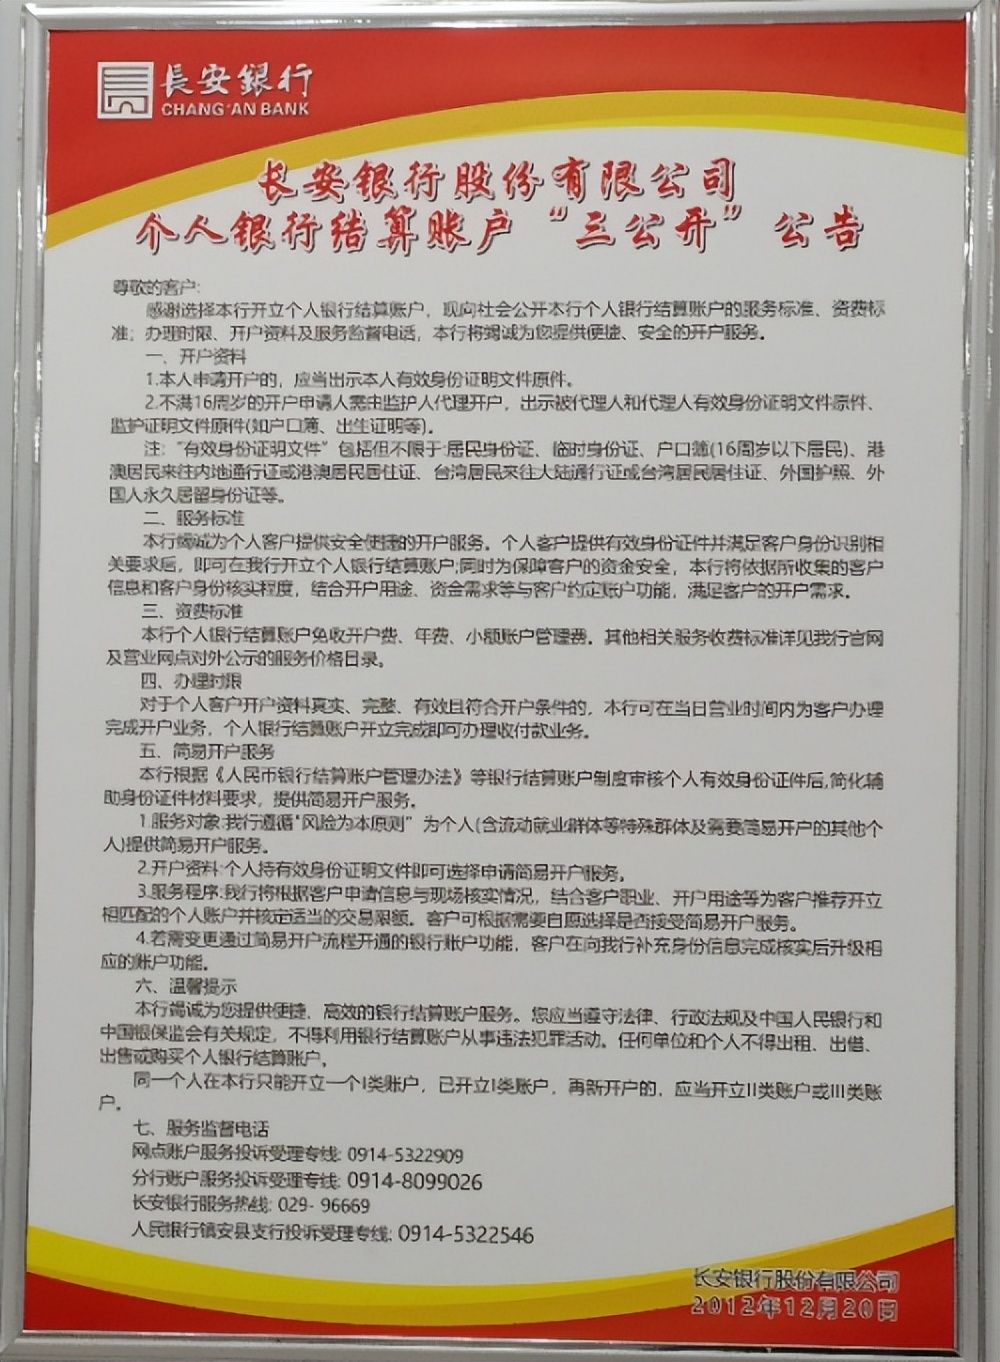 長安銀行
CHANG'AN BANK
长安银行股份有限公司
个人银行结算账户“三公开”公告
尊敬的客户:
感谢选择本行开立个人银行结算账户，现向社会公开本行个人银行结算账户的服务标准、资费标
准；办理时限、开户资料及服务监督电话，本行将竭诚为您提供便捷、安全的开户服务。
一、开户资料
1.本人申请开户的，应当出示本人有效身份证明文件原件。
2.不满16周岁的开户申请人需由监护人代理开户，出示被代理人和代理人有效身份证明文件原件、
监护证明文件原件(如户口簿、出生证明等)。
注:“有效身份证明文件”包括但不限于:居民身份证、临时身份证、户口簿(16周岁以下居民)、港
澳居民来往内地通行证或港澳居民居住证、台湾居民来往大陆通行证或台湾居民居住证、外国护照、外
国人永久居留身份证等。
二、服务标准
本行竭诚为个人客户提供安全便捷的开户服务。个人客户提供有效身份证件并满足客户身份识别相
关要求后，即可在我行开立个人银行结算账户;同时为保障客户的资金安全，本行将依据所收集的客户
信息和客户身份核实程度，结合开户用途、资金需求等与客户约定账户功能，满足客户的开户需求。
三、资费标准
本行个人银行结算账户免收开户费、年费、小额账户管理费。其他相关服务收费标准详见我行官网
及营业网点对外公示的服务价格目录。
四、办理时限
对于个人客户开户资料真实、完整、有效且符合开户条件的，本行可在当日营业时间内为客户办理
完成开户业务，个人银行结算账户开立完成即可办理收付款业务。
五、简易开户服务
本行根据《人民币银行结算账户管理办法》等银行结算账户制度审核个人有效身份证件后,简化辅
助身份证件材料要求，提供简易开户服务。
1.服务对象:我行遵循“风险为本原则”为个人(含流动就业群体等特殊群体及需要简易开户的其他个
人)提供简易开户服务。
2.开户资料:个人持有效身份证明文件即可选择申请简易开户服务。
3.服务程序:我行将根据客户申请信息与现场核实情况，结合客户职业、开户用途等为客户推荐开立
相匹配的个人账户并核定适当的交易限额。客户可根据需要自愿选择是否接受简易开户服务。
4.若需变更通过简易开户流程开通的银行账户功能，客户在向我行补充身份信息完成核实后升级相
应的账户功能。
六、温馨提示
本行竭诚为您提供便捷、高效的银行结算账户服务。您应当遵守法律、行政法规及中国人民银行和
中国银保监会有关规定，不得利用银行结算账户从事违法犯罪活动。任何单位和个人不得出租、出借、
出售或购买个人银行结算账户。
同一个人在本行只能开立一个I类账户，已开立I类账户，再新开户的，应当开立II类账户或III类账
户。
七、服务监督电话
网点账户服务投诉受理专线: 0914-5322909
分行账户服务投诉受理专线: 0914-8099026
长安银行服务热线: 029- 96669
人民银行镇安县支行投诉受理专线: 0914-5322546
长安银行股份有限公司
2012年12月20日